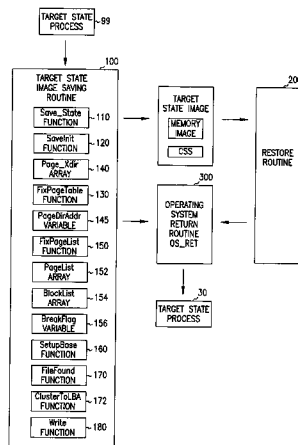 99
TARGET STATE
PROCESS
100
TARGET STATE
IMAGE SAVING
ROUTINE
Save_State
FUNCTION
110
SaveInit
FUNCTION
120
Page_Xdir
ARRAY
140
FixPageTable
FUNCTION
130
PageDirAddr
VARIABLE
145
FixPageList
FUNCTION
150
PageList
ARRAY
152
BlockList
ARRAY
154
BreakFlag
VARIABLE
156
SetupBase
FUNCTION
160
FileFound
FUNCTION
170
ClusterToLBA
FUNCTION
172
Write
FUNCTION
180
TARGET
STATE IMAGE
MEMORY
IMAGE
CSS
300
OPERATING
SYSTEM
RETURN
ROUTINE
OS_RET
30
TARGET STATE
PROCESS
RESTORE
ROUTINE